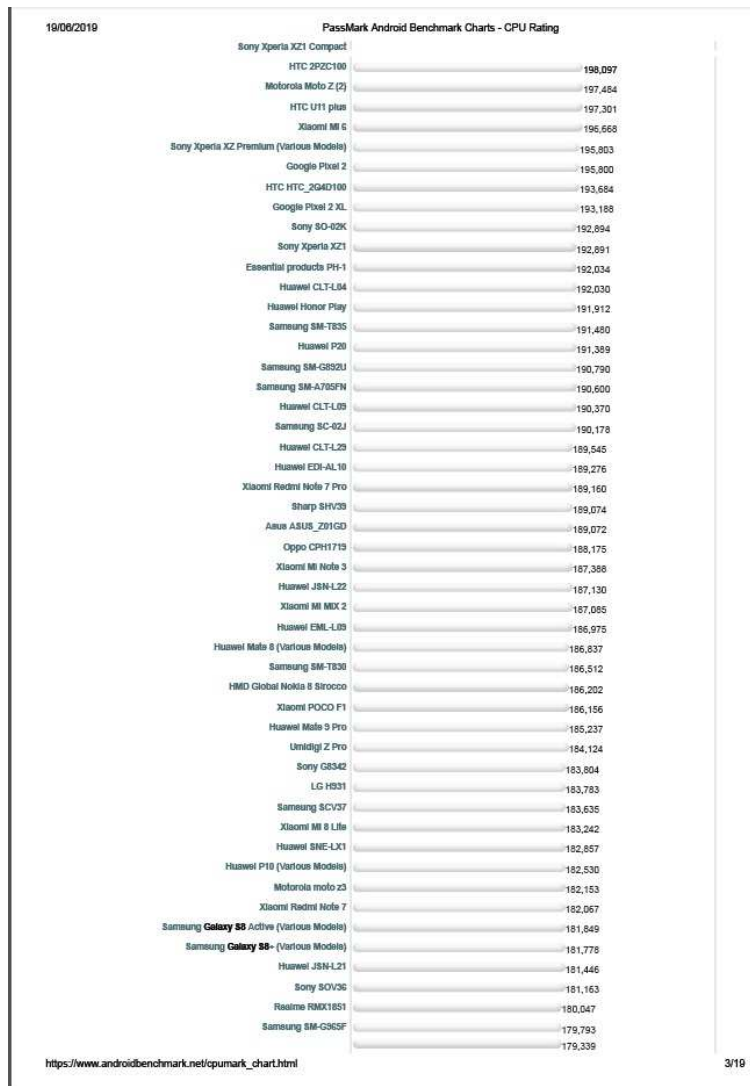 19/06/2019 PassMark Android Benchmark Charts - CPU Rating
Sony Xperia XZ1 Compact
HTC 2PZC100 198,097
Motorola Moto Z (2) 197,484
HTC U11 plus 197,301
Xiaomi MI 6 196,668
Sony Xperia XZ Premium (Various Models) 195,803
Google Pixel 2 195,800
HTC HTC_2Q4D100 193,684
Google Pixel 2 XL 193,188
Sony SO-02K 192,894
Sony Xperia XZ1 192,891
Essential products PH-1 192,034
Huawei CLT-L04 192,030
Huawei Honor Play 191,912
Samsung SM-T835 191,480
Huawei P20 191,389
Samsung SM-G892U 190,790
Samsung SM-A705FN 190,600
Huawei CLT-L09 190,370
Samsung SC-02J 190,178
Huawei CLT-L29 189,545
Huawei EDI-AL10 189,276
Xiaomi Redmi Note 7 Pro 189,160
Sharp SHV39 189,074
Asus ASUS_Z01GD 189,072
Oppo CPH1719 188,175
Xiaomi Mi Note 3 187,388
Huawei JSN-L22 187,130
Xiaomi MI MIX 2 187,085
Huawei EML-L09 186,975
Huawei Mate 8 (Various Models) 186,837
Samsung SM-T830 186,512
HMD Global Nokia 8 Sirocco 186,202
Xiaomi POCO F1 186,156
Huawei Mate 9 Pro 185,237
Umidigi Z Pro 184,124
Sony G8342 183,804
LG H931 183,783
Samsung SCV37 183,635
Xiaomi MI 8 Lite 183,242
Huawei SNE-LX1 182,857
Huawei P10 (Various Models) 182,530
Motorola moto z3 182,153
Xiaomi Redmi Note 7 182,067
Samsung Galaxy S8 Active (Various Models) 181,849
Samsung Galaxy S8+ (Various Models) 181,778
Huawei JSN-L21 181,446
Sony SOV36 181,163
Realme RMX1851 180,047
Samsung SM-G965F 179,793
179,339
https://www.androidbenchmark.net/cpumark_chart.html 3/19